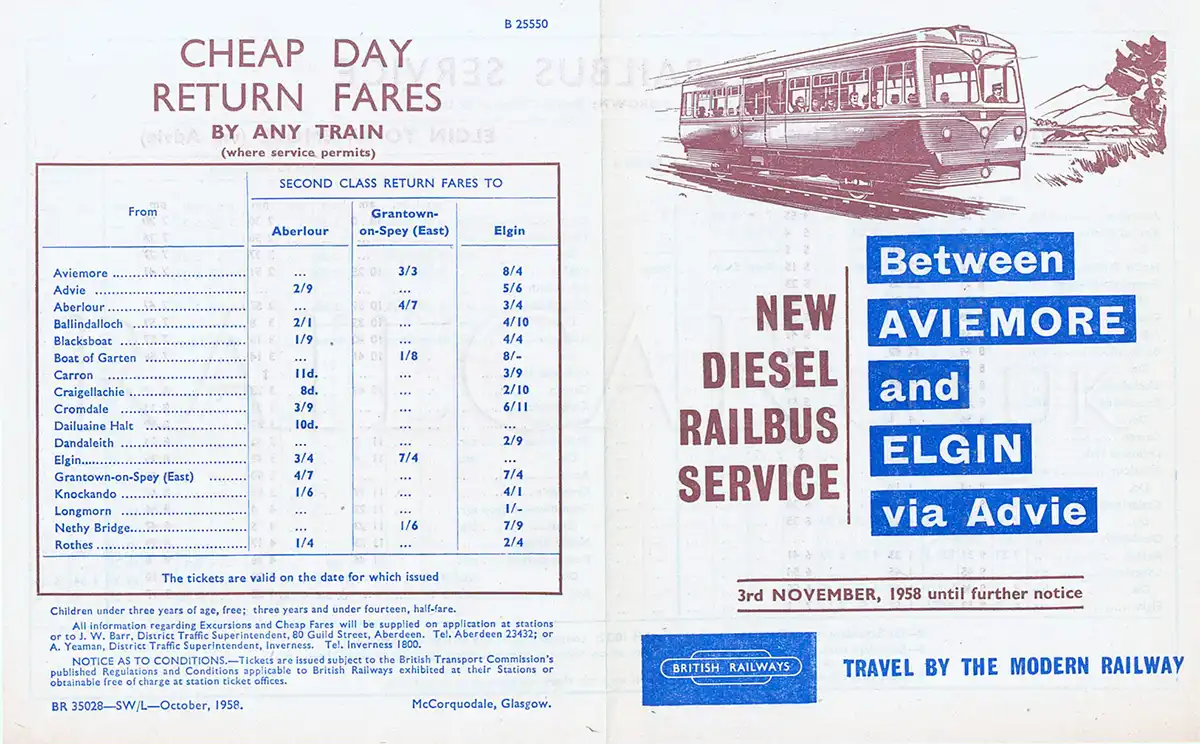 B 25550
CHEAP DAY
RETURN FARES
BY ANY TRAIN
(where service permits)
From
SECOND CLASS RETURN FARES TO
Aberlour
Grantown-
on-Spey (East)
Elgin
Aviemore ... 3/3 8/4
Advie 2/9 ... 5/6
Aberlour ... 4/7 3/4
Ballindalloch 2/1 ... 4/10
Blacksboat 1/9 ... 4/4
Boat of Garten ... 1/8 8/-
Carron 11d. ... 3/9
Craigellachie 8d. ... 2/10
Cromdale 3/9 ... 6/11
Dailuaine Halt 10d. ... ...
Dandaleith ... ... 2/9
Elgin 3/4 7/4 ...
Grantown-on-Spey (East) 4/7 ... 7/4
Knockando 1/6 ... 4/1
Longmorn ... ... 1/-
Nethy Bridge ... 1/6 7/9
Rothes 1/4 ... 2/4
The tickets are valid on the date for which issued
Children under three years of age, free; three years and under fourteen, half-fare.
All information regarding Excursions and Cheap Fares will be supplied on application at stations
or to J. W. Barr, District Traffic Superintendent, 80 Guild Street, Aberdeen. Tel. Aberdeen 23432; or
A. Yeaman, District Traffic Superintendent, Inverness. Tel. Inverness 1800.
NOTICE AS TO CONDITIONS.—Tickets are issued subject to the British Transport Commission's
published Regulations and Conditions applicable to British Railways exhibited at their Stations or
obtainable free of charge at station ticket offices.
BR 35028—SW/L—October, 1958.
McCorquodale, Glasgow.
NEW
DIESEL
RAILBUS
SERVICE
Between
AVIEMORE
and
ELGIN
via Advie
3rd NOVEMBER, 1958 until further notice
BRITISH RAILWAYS
TRAVEL BY THE MODERN RAILWAY